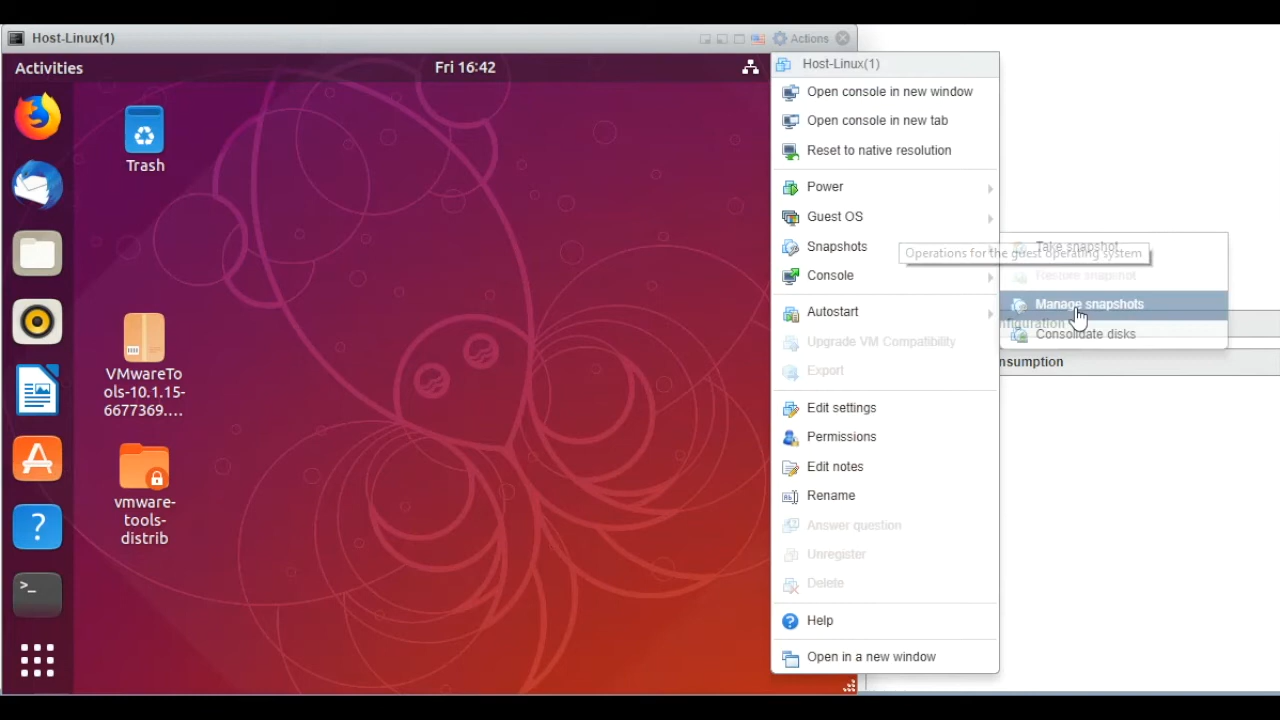 Host-Linux(1)
Actions
Activities
Fri 16:42
Trash
VMwareTo
ols-10.1.15-
6677369....
vmware-
tools-
distrib
Host-Linux(1)
Open console in new window
Open console in new tab
Reset to native resolution
Power
Guest OS
Snapshots
Console
Autostart
Upgrade VM Compatibility
Export
Edit settings
Permissions
Edit notes
Rename
Answer question
Unregister
Delete
Help
Open in a new window
Take snapshot
Operations for the guest operating system
Restore snapshot
Manage snapshots
nfiguration
Consolidate disks
nsumption